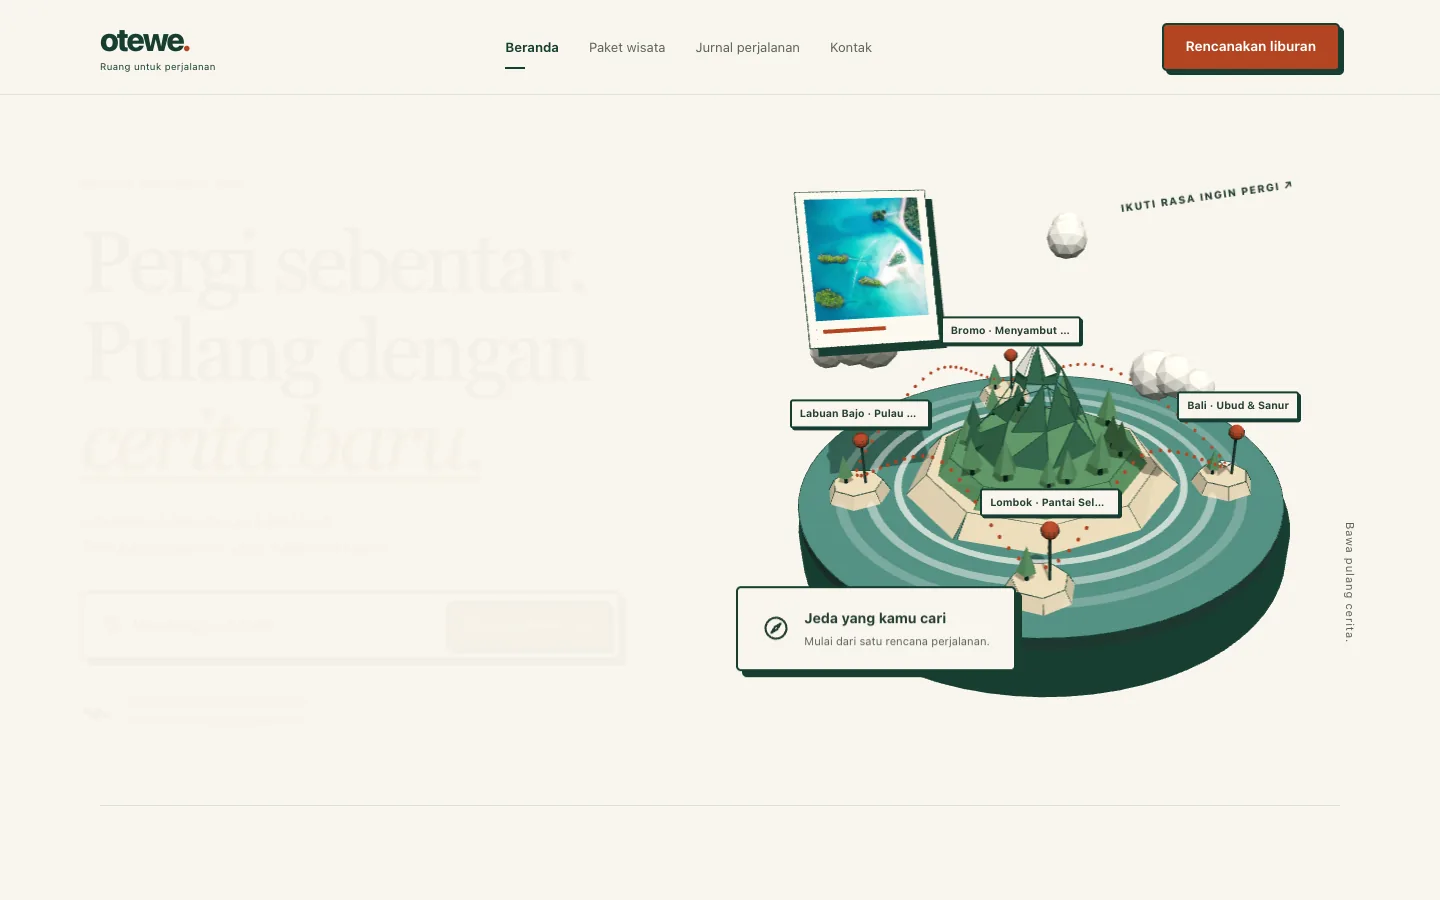 otewe.
Ruang untuk perjalanan
Beranda
Paket wisata
Jurnal perjalanan
Kontak
Rencanakan liburan
Pergi sebentar.
Pulang dengan
cerita baru.
IKUTI RASA INGIN PERGI ↗
Bromo · Menyambut ...
Labuan Bajo · Pulau ...
Bali · Ubud & Sanur
Lombok · Pantai Sel...
Jeda yang kamu cari
Mulai dari satu rencana perjalanan.
Bawa pulang cerita.